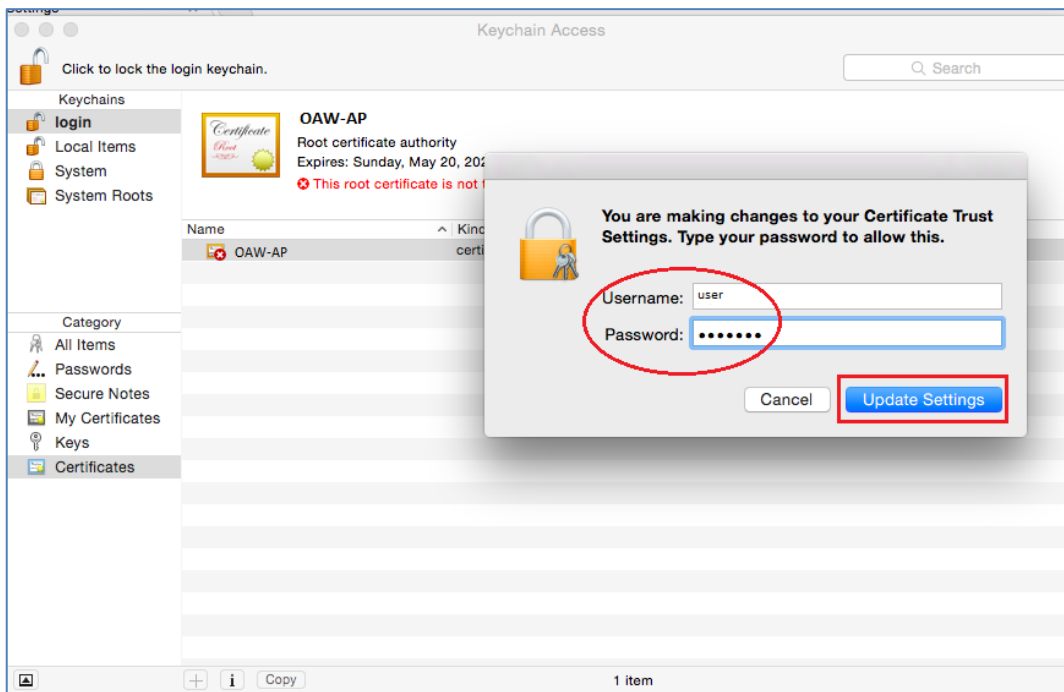 Keychain Access
Click to lock the login keychain.
Search
Keychains
login
Local Items
System
System Roots
Certificate
Root
OAW-AP
Root certificate authority
Expires: Sunday, May 20,
This root certificate is not
Name
OAW-AP
You are making changes to your Certificate Trust
Settings. Type your password to allow this.
Username: user
Password: •••••••
Cancel
Update Settings
Category
All Items
Passwords
Secure Notes
My Certificates
Keys
Certificates
Copy
1 item